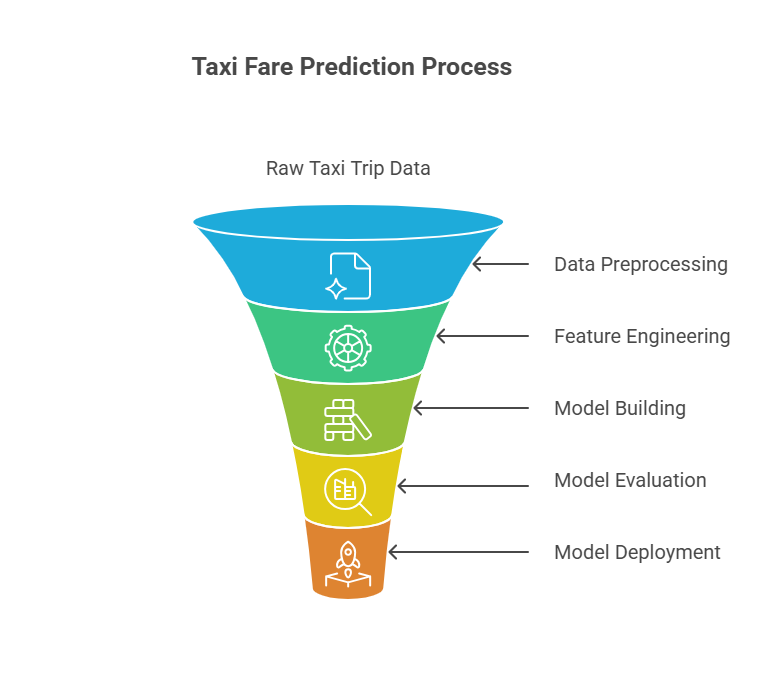 Taxi Fare Prediction Process
Raw Taxi Trip Data
Data Preprocessing
Feature Engineering
Model Building
Model Evaluation
Model Deployment